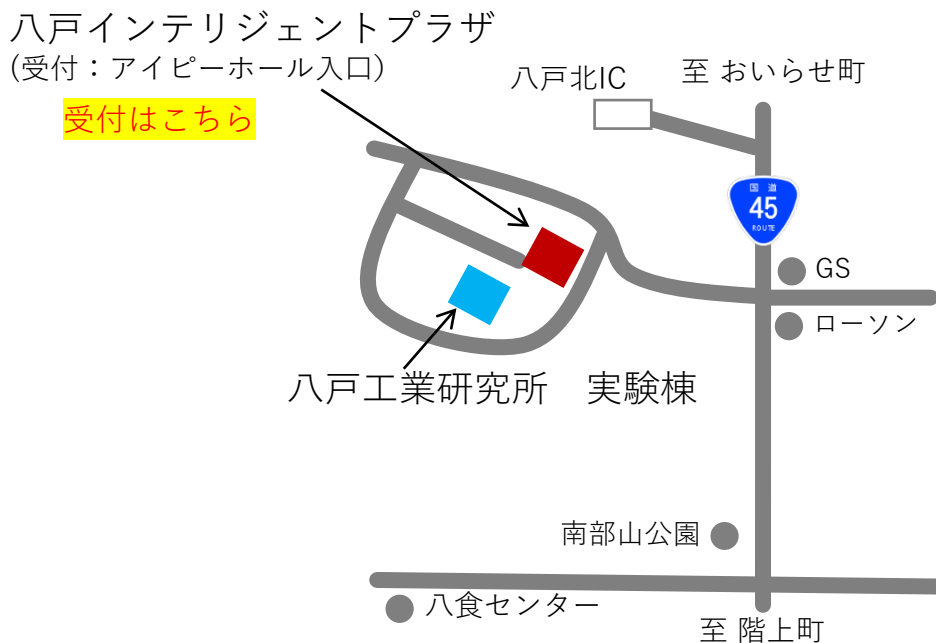 八戸インテリジェントプラザ
(受付：アイピーホール入口)
受付はこちら
八戸北IC
至 おいらせ町
国道
45
ROUTE
GS
ローソン
八戸工業研究所　実験棟
南部山公園
八食センター
至 階上町